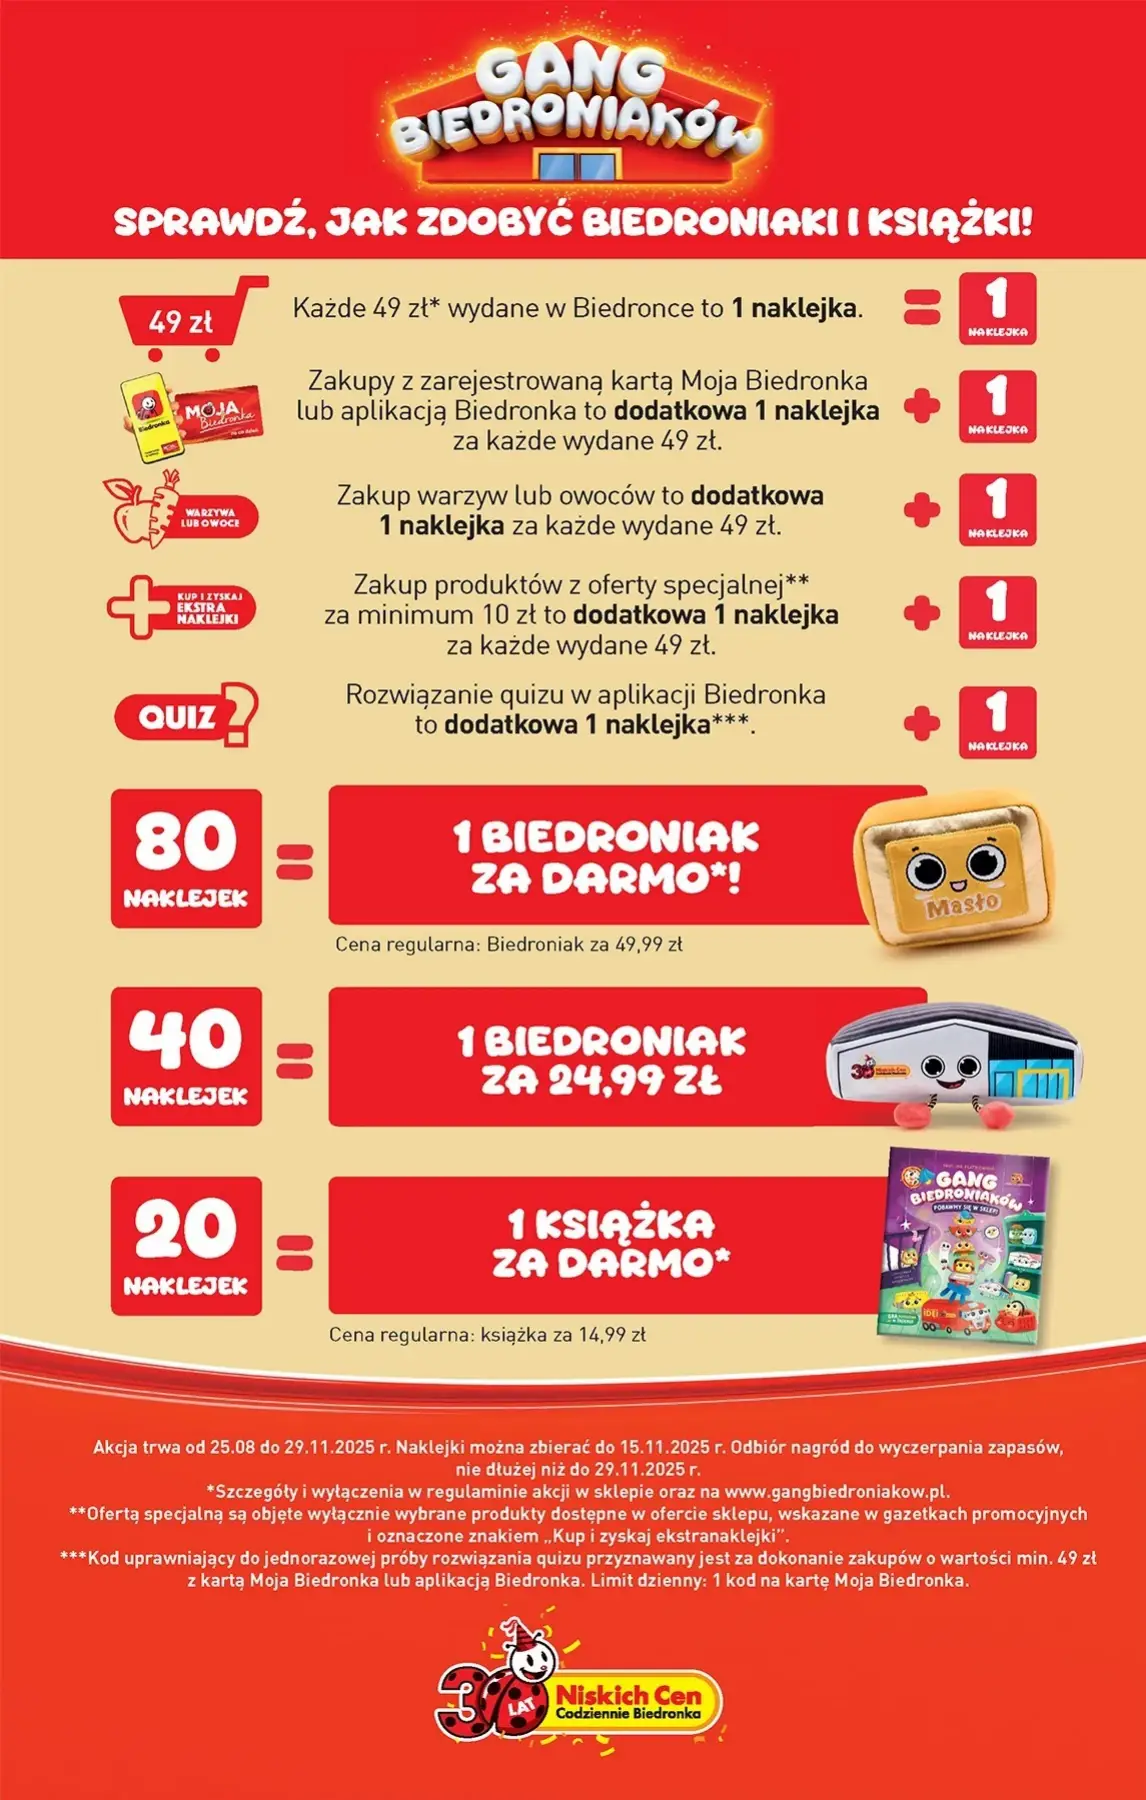 GANG
BIEDRONIAKÓW
SPRAWDŹ, JAK ZDOBYĆ BIEDRONIAKI I KSIĄŻKI!
49 zł
Każde 49 zł* wydane w Biedronce to 1 naklejka.
=
1
NAKLEJKA
Biedronka
MOJA
Biedronka
Zakupy z zarejestrowaną kartą Moja Biedronka
lub aplikacją Biedronka to dodatkowa 1 naklejka
za każde wydane 49 zł.
+
1
NAKLEJKA
WARZYWA
LUB OWOCE
Zakup warzyw lub owoców to dodatkowa
1 naklejka za każde wydane 49 zł.
+
1
NAKLEJKA
KUP I ZYSKAJ
EKSTRA
NAKLEJKI
Zakup produktów z oferty specjalnej**
za minimum 10 zł to dodatkowa 1 naklejka
za każde wydane 49 zł.
+
1
NAKLEJKA
QUIZ?
Rozwiązanie quizu w aplikacji Biedronka
to dodatkowa 1 naklejka***.
+
1
NAKLEJKA
80
NAKLEJEK
=
1 BIEDRONIAK
ZA DARMO*!
Masło
Cena regularna: Biedroniak za 49,99 zł
40
NAKLEJEK
=
1 BIEDRONIAK
ZA 24,99 ZŁ
30 Niskich Cen
20
NAKLEJEK
=
1 KSIĄŻKA
ZA DARMO*
GANG
BIEDRONIAKÓW
POBAWMY SIĘ W SKLEP!
Cena regularna: książka za 14,99 zł
Akcja trwa od 25.08 do 29.11.2025 r. Naklejki można zbierać do 15.11.2025 r. Odbiór nagród do wyczerpania zapasów,
nie dłużej niż do 29.11.2025 r.
*Szczegóły i wyłączenia w regulaminie akcji w sklepie oraz na www.gangbiedroniakow.pl.
**Ofertą specjalną są objęte wyłącznie wybrane produkty dostępne w ofercie sklepu, wskazane w gazetkach promocyjnych
i oznaczone znakiem „Kup i zyskaj ekstranaklejki”.
***Kod uprawniający do jednorazowej próby rozwiązania quizu przyznawany jest za dokonanie zakupów o wartości min. 49 zł
z kartą Moja Biedronka lub aplikacją Biedronka. Limit dzienny: 1 kod na kartę Moja Biedronka.
30
LAT
Niskich Cen
Codziennie Biedronka